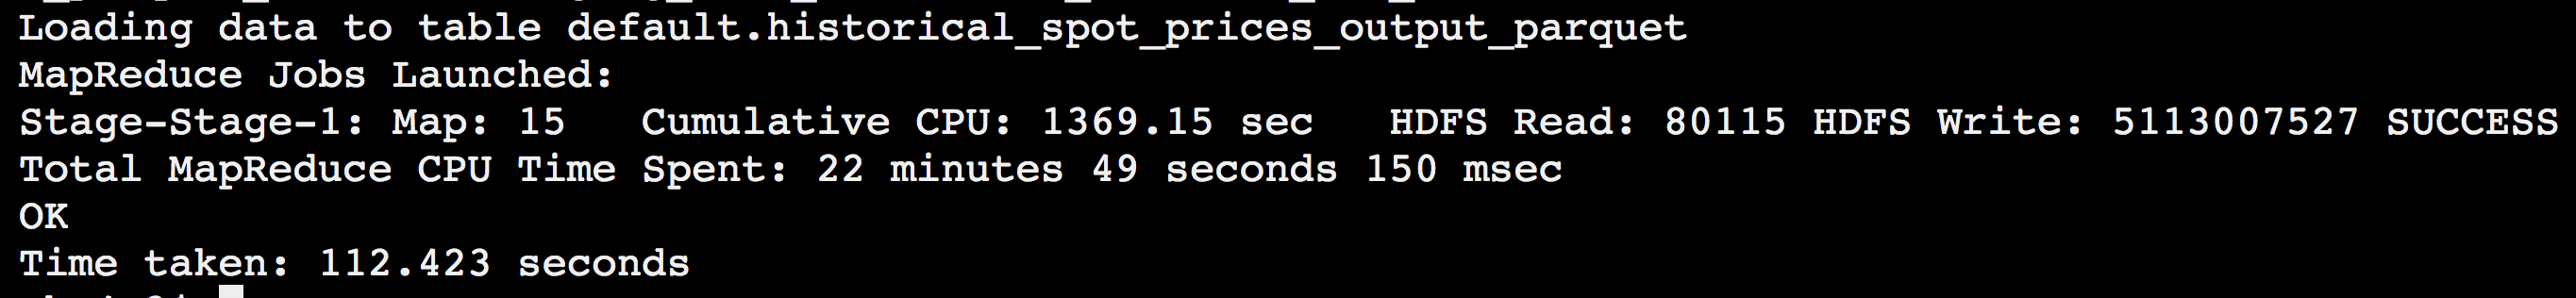 Loading data to table default.historical_spot_prices_output_parquet
MapReduce Jobs Launched:
Stage-Stage-1: Map: 15   Cumulative CPU: 1369.15 sec   HDFS Read: 80115 HDFS Write: 5113007527 SUCCESS
Total MapReduce CPU Time Spent: 22 minutes 49 seconds 150 msec
OK
Time taken: 112.423 seconds